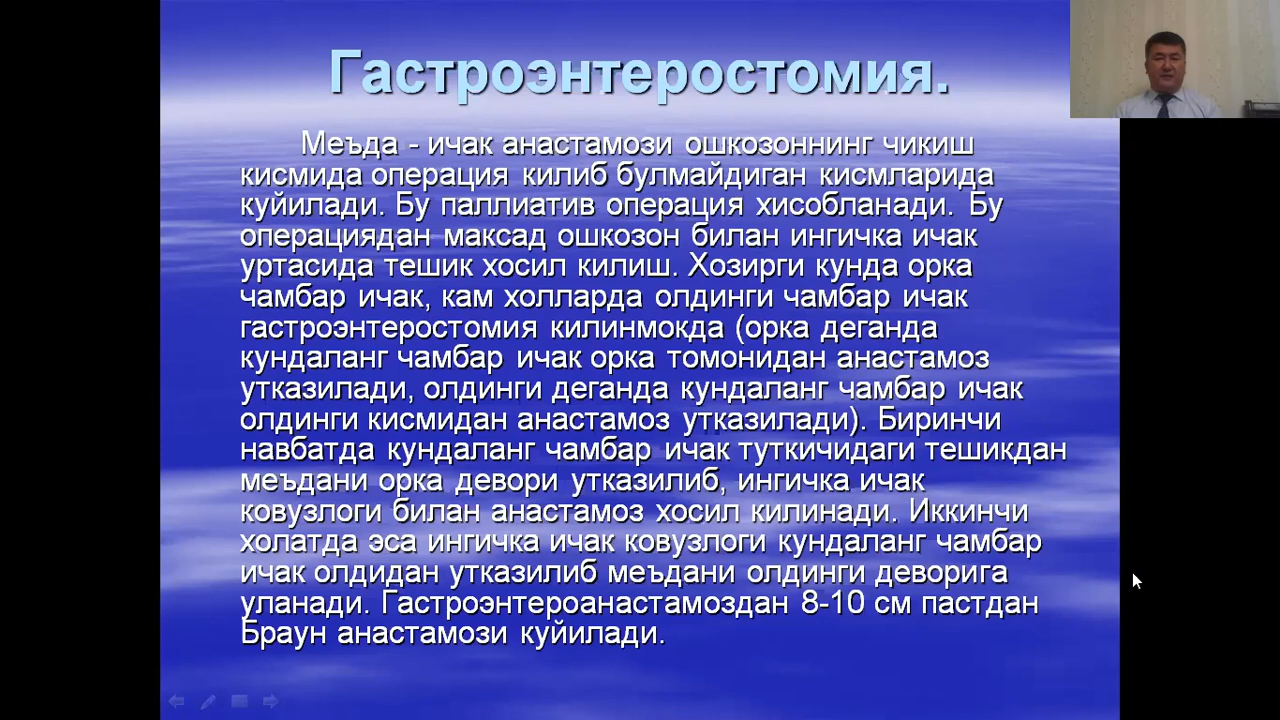 Гастроэнтеростомия.
Меъда - ичак анастамози ошкозоннинг чикиш
кисмида операция килиб булмайдиган кисмларида
куйилади. Бу паллиатив операция хисобланади. Бу
операциядан максад ошкозон билан ингичка ичак
уртасида тешик хосил килиш. Хозирги кунда орка
чамбар ичак, кам холларда олдинги чамбар ичак
гастроэнтеростомия килинмокда (орка деганда
кундаланг чамбар ичак орка томонидан анастамоз
утказилади, олдинги деганда кундаланг чамбар ичак
олдинги кисмидан анастамоз утказилади). Биринчи
навбатда кундаланг чамбар ичак туткичидаги тешикдан
меъдани орка девори утказилиб, ингичка ичак
ковузлоги билан анастамоз хосил килинади. Иккинчи
холатда эса ингичка ичак ковузлоги кундаланг чамбар
ичак олдидан утказилиб меъдани олдинги деворига
уланади. Гастроэнтероанастамоздан 8-10 см пастдан
Браун анастамози куйилади.